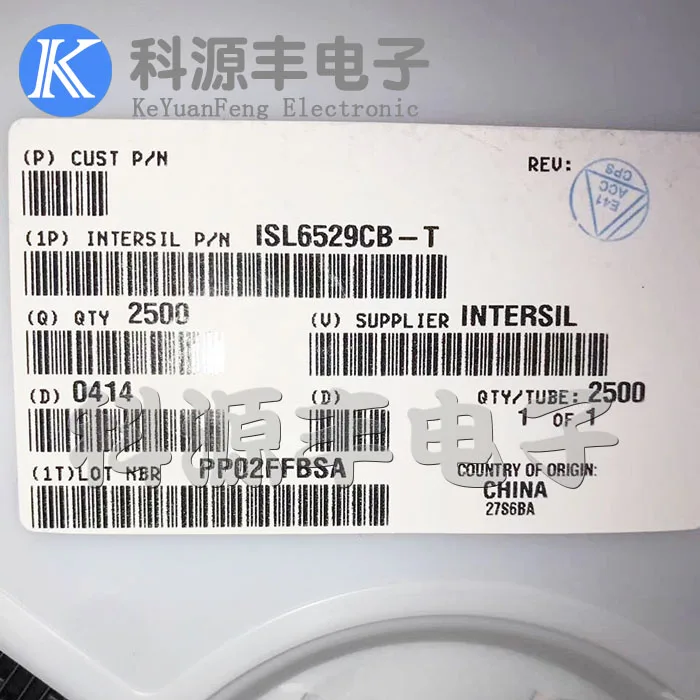 K 科源丰电子
KeYuanFeng Electronic
(P) CUST P/N
REV:
E41
ACC
CPS
(1P) INTERSIL P/N ISL6529CB-T
(Q) QTY 2500
(V) SUPPLIER INTERSIL
(D) 0414
(D)
QTY/TUBE: 2500
1 OF 1
科源丰电子
(1T)LOT NBR PP02FFBSA
COUNTRY OF ORIGIN:
CHINA
27S6BA